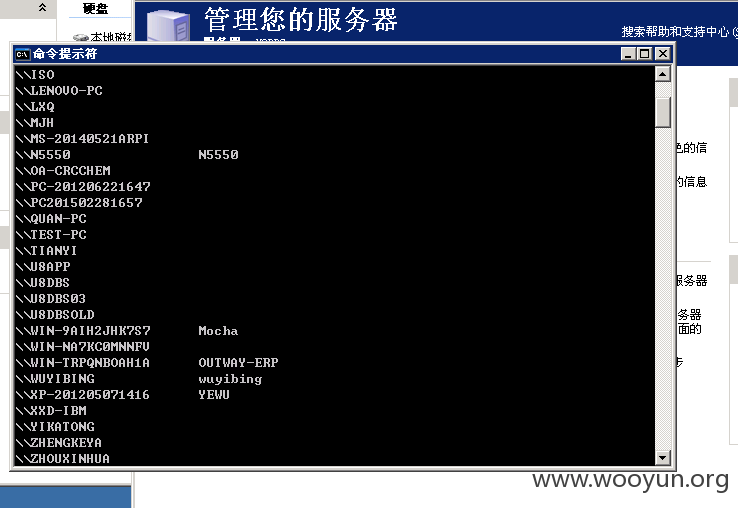 硬盘
本地磁
管理您的服务器
搜索帮助和支持中心
命令提示符
\\ISO
\\LENOVO-PC
\\LXQ
\\MJH
\\MS-20140521ARPI
\\N5550 N5550
\\OA-CRCCHEM
\\PC-201206221647
\\PC201502281657
\\QUAN-PC
\\TEST-PC
\\TIANYI
\\U8APP
\\U8DBS
\\U8DBS03
\\U8DBSOLD
\\WIN-9AIH2JHK7S7 Mocha
\\WIN-NA7KC0MNNFV
\\WIN-TRPQNBOAH1A OUTWAY-ERP
\\WUYIBING wuyibing
\\XP-201205071416 YEWU
\\XXD-IBM
\\YIKATONG
\\ZHENGKEYA
\\ZHOUXINHUA
色的信
的信息
服务器
务器
面的
步
www.wooyun.org